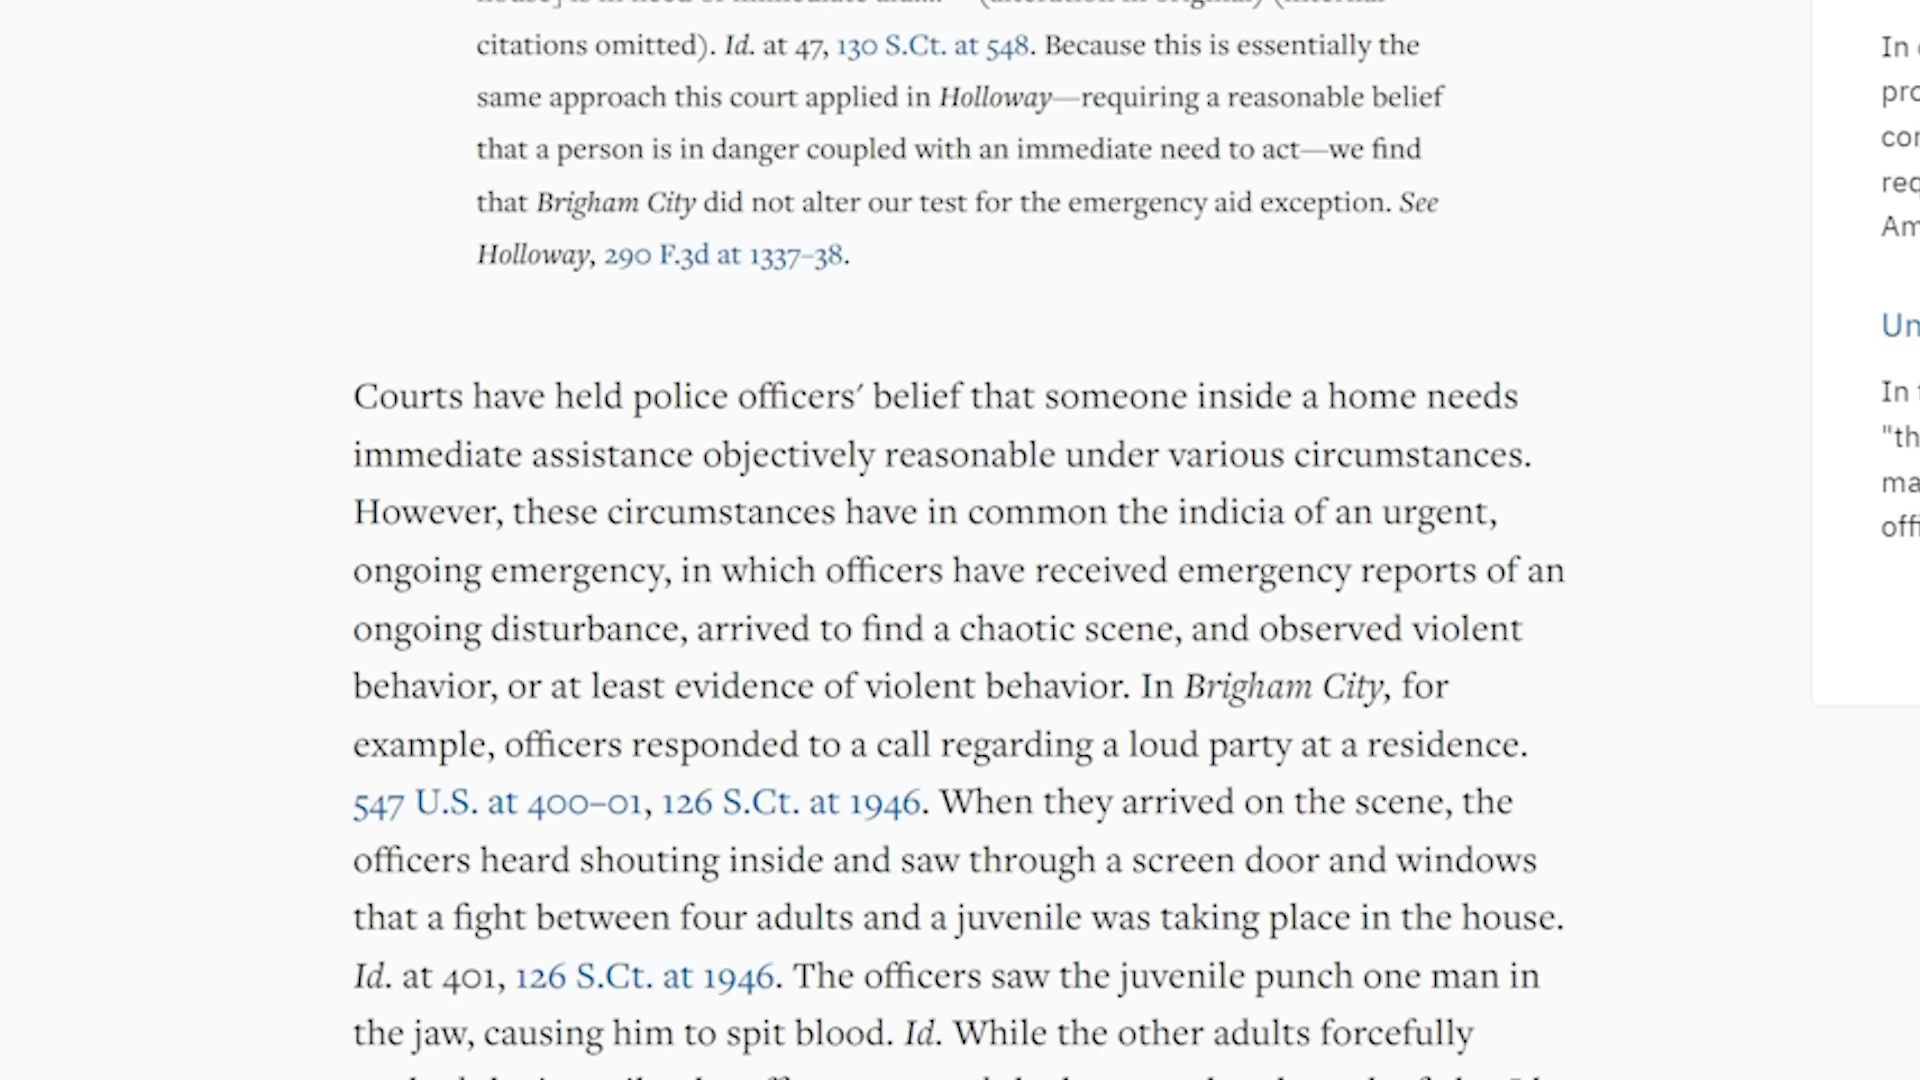 citations omitted). Id. at 47, 130 S.Ct. at 548. Because this is essentially the
same approach this court applied in Holloway—requiring a reasonable belief
that a person is in danger coupled with an immediate need to act—we find
that Brigham City did not alter our test for the emergency aid exception. See
Holloway, 290 F.3d at 1337–38.
Courts have held police officers' belief that someone inside a home needs
immediate assistance objectively reasonable under various circumstances.
However, these circumstances have in common the indicia of an urgent,
ongoing emergency, in which officers have received emergency reports of an
ongoing disturbance, arrived to find a chaotic scene, and observed violent
behavior, or at least evidence of violent behavior. In Brigham City, for
example, officers responded to a call regarding a loud party at a residence.
547 U.S. at 400–01, 126 S.Ct. at 1946. When they arrived on the scene, the
officers heard shouting inside and saw through a screen door and windows
that a fight between four adults and a juvenile was taking place in the house.
Id. at 401, 126 S.Ct. at 1946. The officers saw the juvenile punch one man in
the jaw, causing him to spit blood. Id. While the other adults forcefully
In
pro
con
req
Am
Un
In
"th
ma
offi